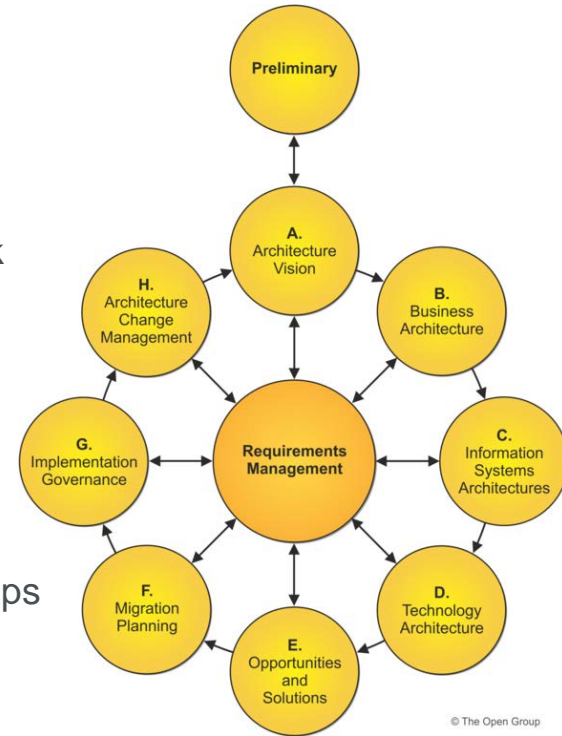 Preliminary
A.
Architecture
Vision
k
H.
Architecture
Change
Management
B.
Business
Architecture
G.
Implementation
Governance
Requirements
Management
C.
Information
Systems
Architectures
ps
F.
Migration
Planning
D.
Technology
Architecture
E.
Opportunities
and
Solutions
© The Open Group